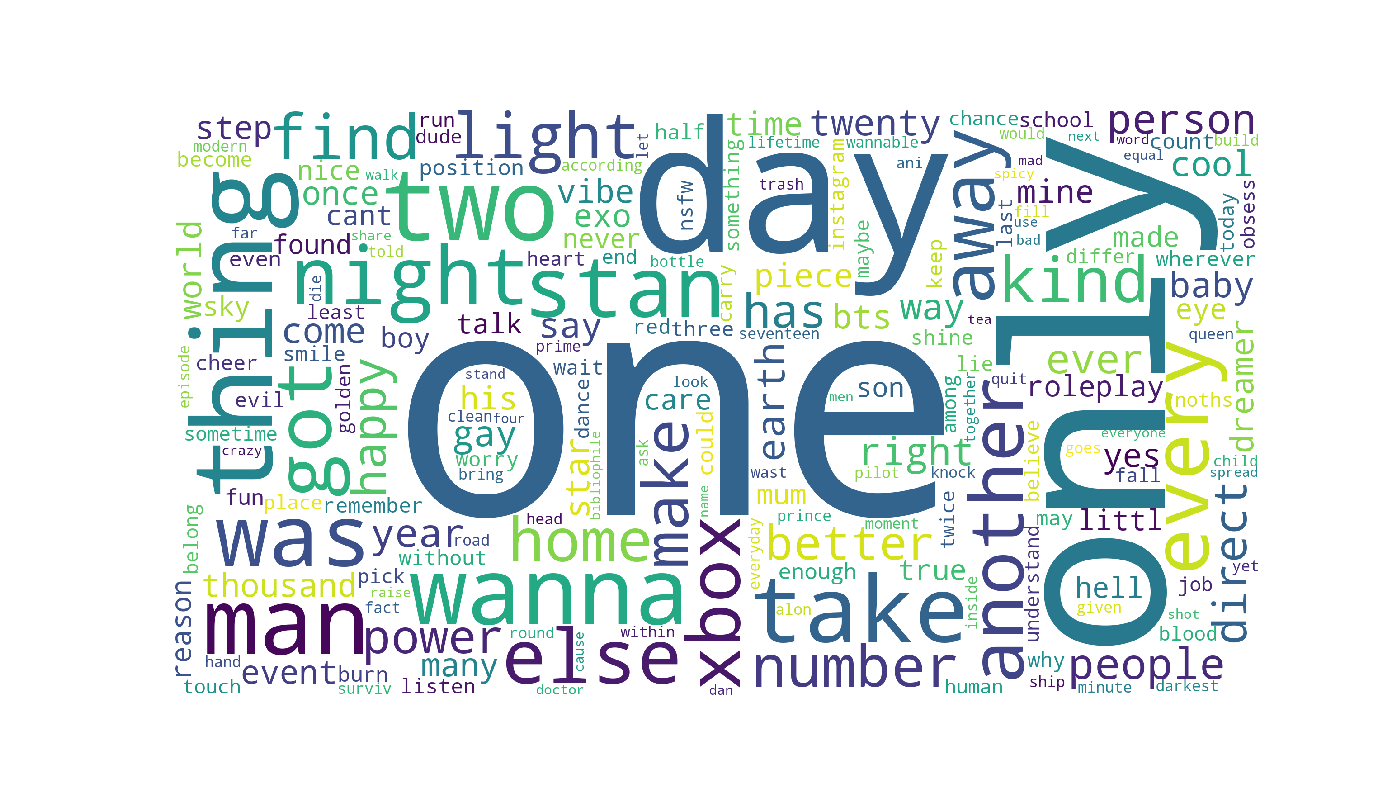 one
only
day
two
thing
night
stan
light
find
got
was
man
wanna
else
xbox
take
number
another
every
kind
away
person
twenty
time
half
let
run
dude
step
modern
become
nice
walk
once
cant
position
according
vibe
exo
never
nsfw
something
lifetime
wannable
trash
ani
instagram
maybe
chance
school
would
next
word
count
build
mad
equal
spicy
cool
mine
fill
use
bad
last
today
obsess
made
differ
wherever
world
far
even
found
share
told
sky
least
die
come
boy
heart
end
bottle
talk
say
prime
red
three
carry
piece
keep
has
bts
way
tea
seventeen
shine
baby
eye
queen
dreamer
ever
lie
episode
cheer
smile
evil
golden
happy
sometime
crazy
stand
his
clean
four
gay
worry
bring
wait
dance
look
care
earth
men
son
among
together
quit
roleplay
noths
yes
everyone
goes
fall
child
spread
star
bibliophile
ask
make
could
name
right
pilot
knock
wast
mum
prince
moment
twice
believe
may
littl
direct
fun
place
remember
belong
year
road
head
without
home
everyday
better
enough
true
understand
inside
hell
given
job
yet
shot
blood
thousand
pick
raise
fact
reason
power
round
cause
within
alon
hand
event
burn
many
touch
surviv
listen
doctor
dan
human
why
people
ship
minute
darkest